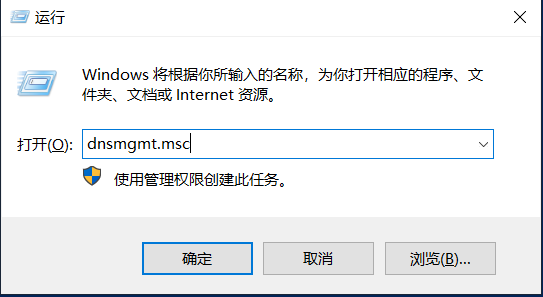 运行
Windows 将根据你所输入的名称，为你打开相应的程序、文
件夹、文档或 Internet 资源。
打开(O):
dnsmgmt.msc
使用管理权限创建此任务。
确定
取消
浏览(B)...